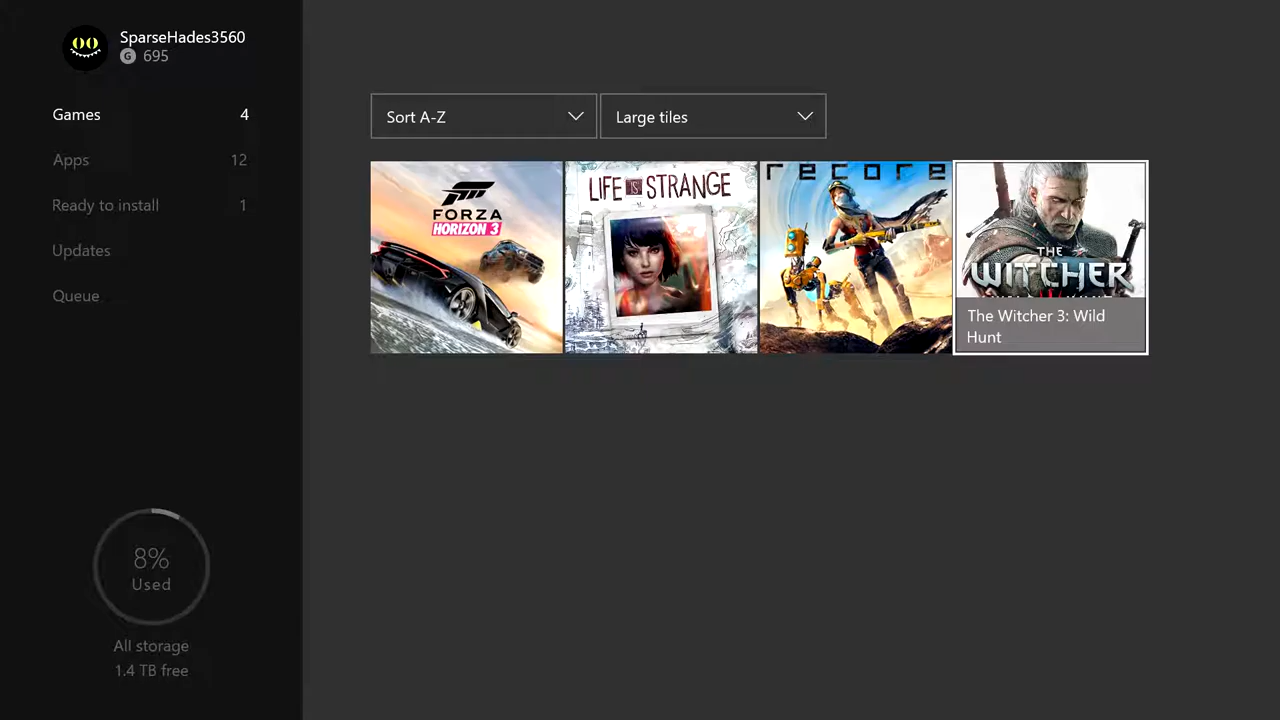 SparseHades3560
G 695
Games 4
Apps 12
Ready to install 1
Updates
Queue
8%
Used
All storage
1.4 TB free
Sort A-Z
Large tiles
FORZA
HORIZON 3
LIFE IS STRANGE
recore
THE
WITCHER
The Witcher 3: Wild
Hunt